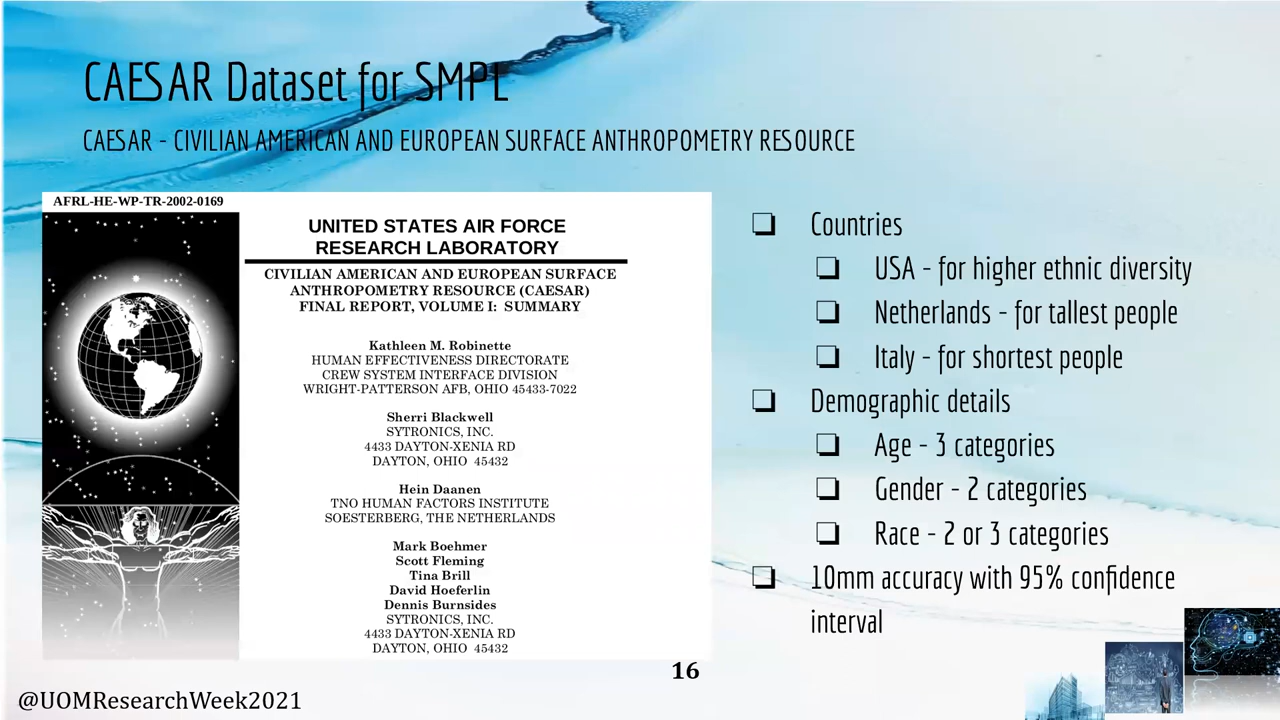 CAESAR Dataset for SMPL
CAESAR - CIVILIAN AMERICAN AND EUROPEAN SURFACE ANTHROPOMETRY RESOURCE
AFRL-HE-WP-TR-2002-0169
UNITED STATES AIR FORCE
RESEARCH LABORATORY
CIVILIAN AMERICAN AND EUROPEAN SURFACE
ANTHROPOMETRY RESOURCE (CAESAR)
FINAL REPORT, VOLUME I: SUMMARY
Kathleen M. Robinette
HUMAN EFFECTIVENESS DIRECTORATE
CREW SYSTEM INTERFACE DIVISION
WRIGHT-PATTERSON AFB, OHIO 45433-7022
Sherri Blackwell
SYTRONICS, INC.
4433 DAYTON-XENIA RD
DAYTON, OHIO 45432
Hein Daanen
TNO HUMAN FACTORS INSTITUTE
SOESTERBERG, THE NETHERLANDS
Mark Boehmer
Scott Fleming
Tina Brill
David Hoeferlin
Dennis Burnsides
SYTRONICS, INC.
4433 DAYTON-XENIA RD
DAYTON, OHIO 45432
Countries
USA - for higher ethnic diversity
Netherlands - for tallest people
Italy - for shortest people
Demographic details
Age - 3 categories
Gender - 2 categories
Race - 2 or 3 categories
10mm accuracy with 95% confidence
interval
16
@UOMResearchWeek2021